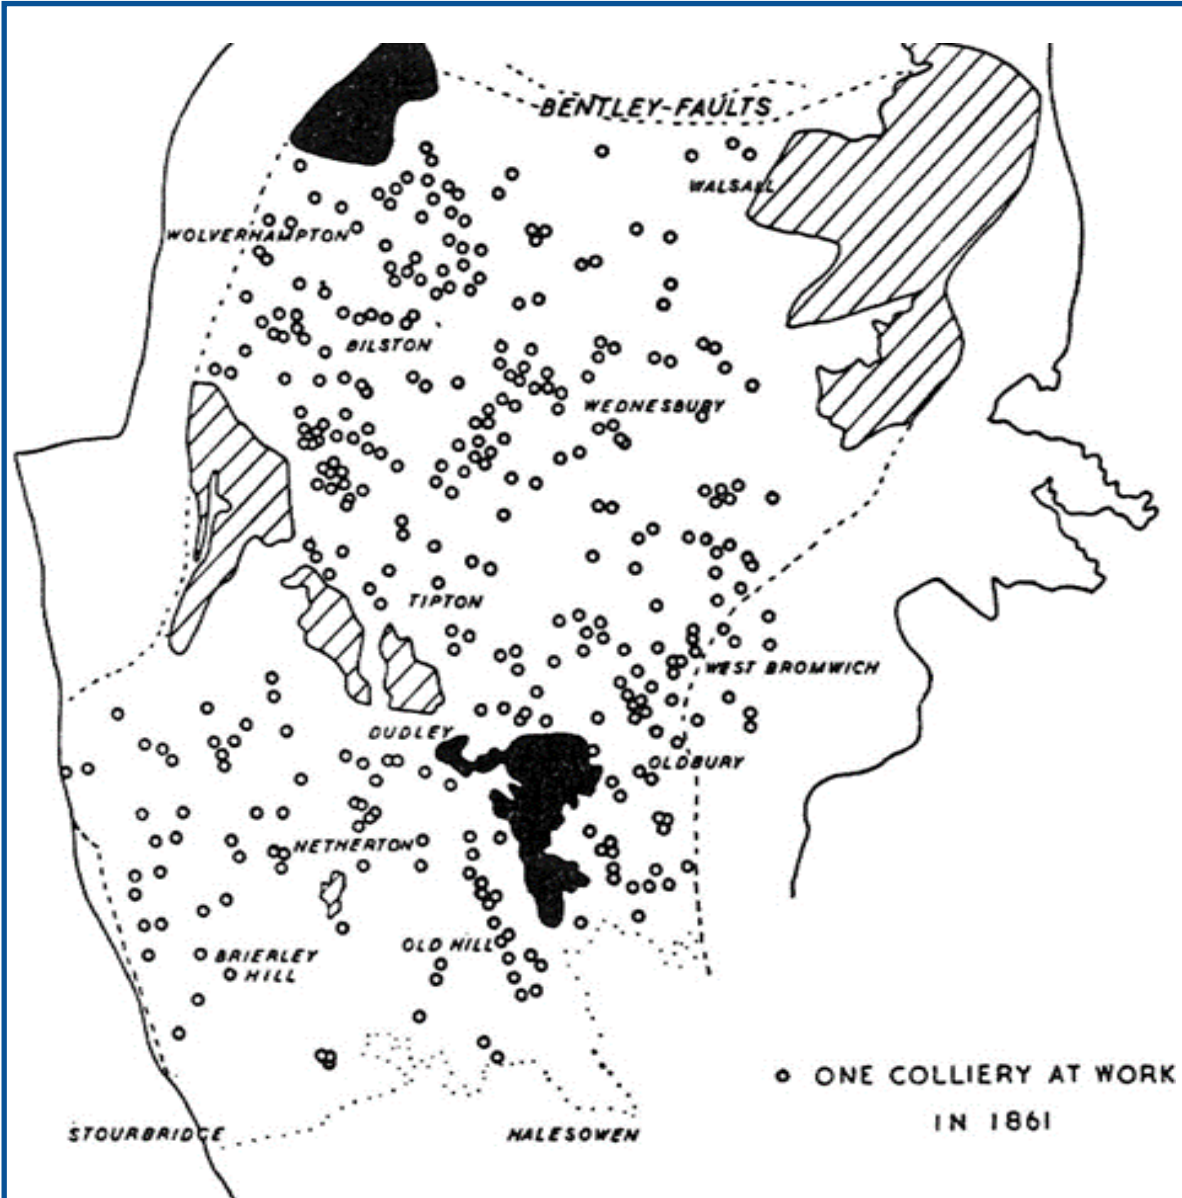 BENTLEY-FAULTS
WALSALL
WOLVERHAMPTON
BILSTON
WEDNESBURY
TIPTON
WEST BROMWICH
DUDLEY
OLDBURY
NETHERTON
OLD HILL
BRIERLEY
HILL
ONE COLLIERY AT WORK
IN 1861
STOURBRIDGE
HALESOWEN